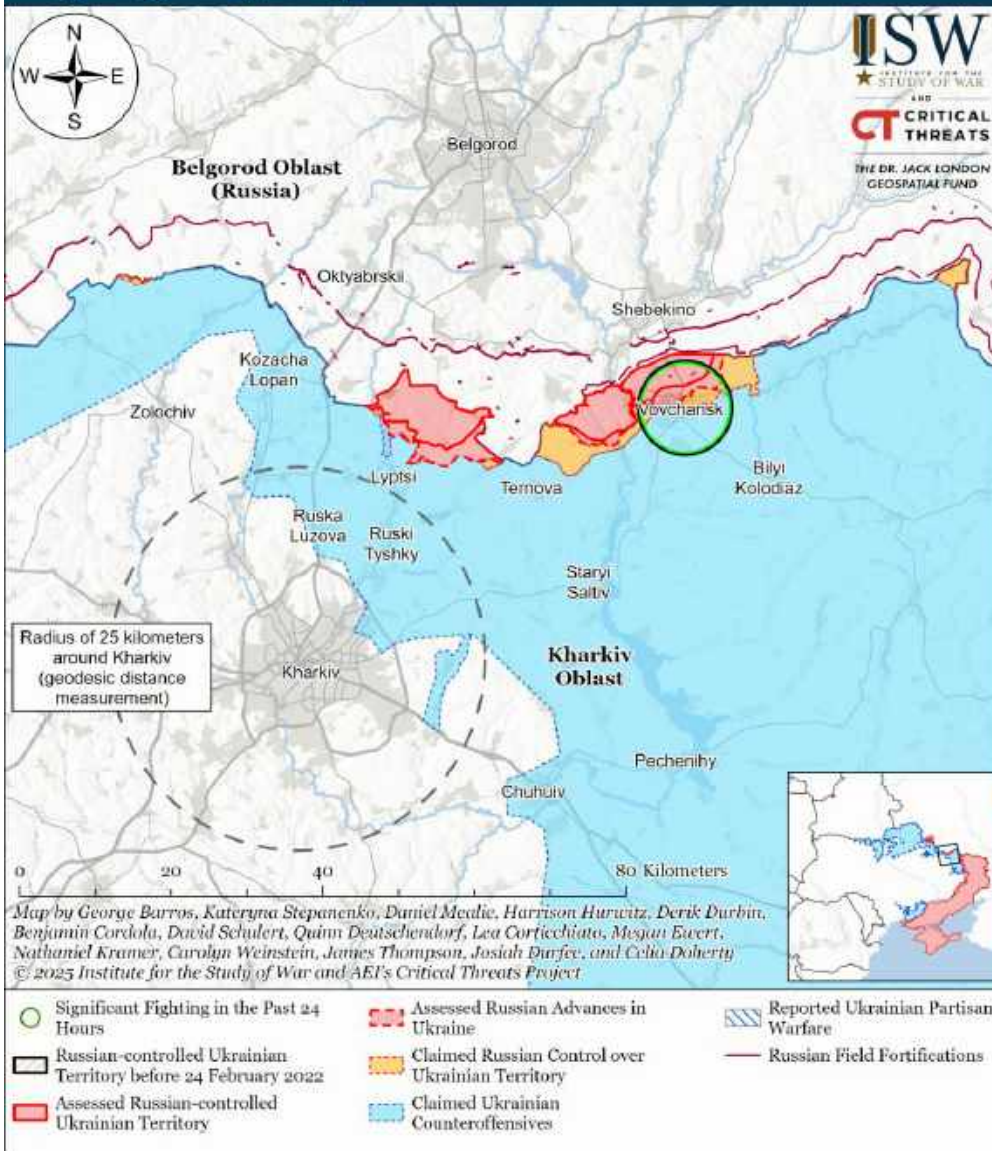 N
W E
S
ISW
INSTITUTE FOR THE
STUDY OF WAR
AND
CT CRITICAL
THREATS
THE DR. JACK LONDON
GEOSPATIAL FUND
Belgorod
Belgorod Oblast
(Russia)
Oktyabrskii
Shebekino
Kozacha
Lopan
Zolochiv
Vovchansk
Lyptsi
Ternova
Bilyi
Kolodiaz
Ruska
Luzova
Ruski
Tyshky
Staryi
Saltiv
Radius of 25 kilometers
around Kharkiv
(geodesic distance
measurement)
Kharkiv
Kharkiv
Oblast
Pechenihy
Chuhuiv
0 20 40 80 Kilometers
Map by George Barros, Kateryna Stepanenko, Daniel Mealie, Harrison Hurwitz, Derik Durbin,
Benjamin Cordola, David Schulert, Quinn Deutschendorf, Lea Corticchiato, Megan Ewert,
Nathaniel Kramer, Carolyn Weinstein, James Thompson, Josiah Durfee, and Celia Doherty
© 2025 Institute for the Study of War and AEI's Critical Threats Project
Significant Fighting in the Past 24
Hours
Russian-controlled Ukrainian
Territory before 24 February 2022
Assessed Russian-controlled
Ukrainian Territory
Assessed Russian Advances in
Ukraine
Claimed Russian Control over
Ukrainian Territory
Claimed Ukrainian
Counteroffensives
Reported Ukrainian Partisan
Warfare
Russian Field Fortifications